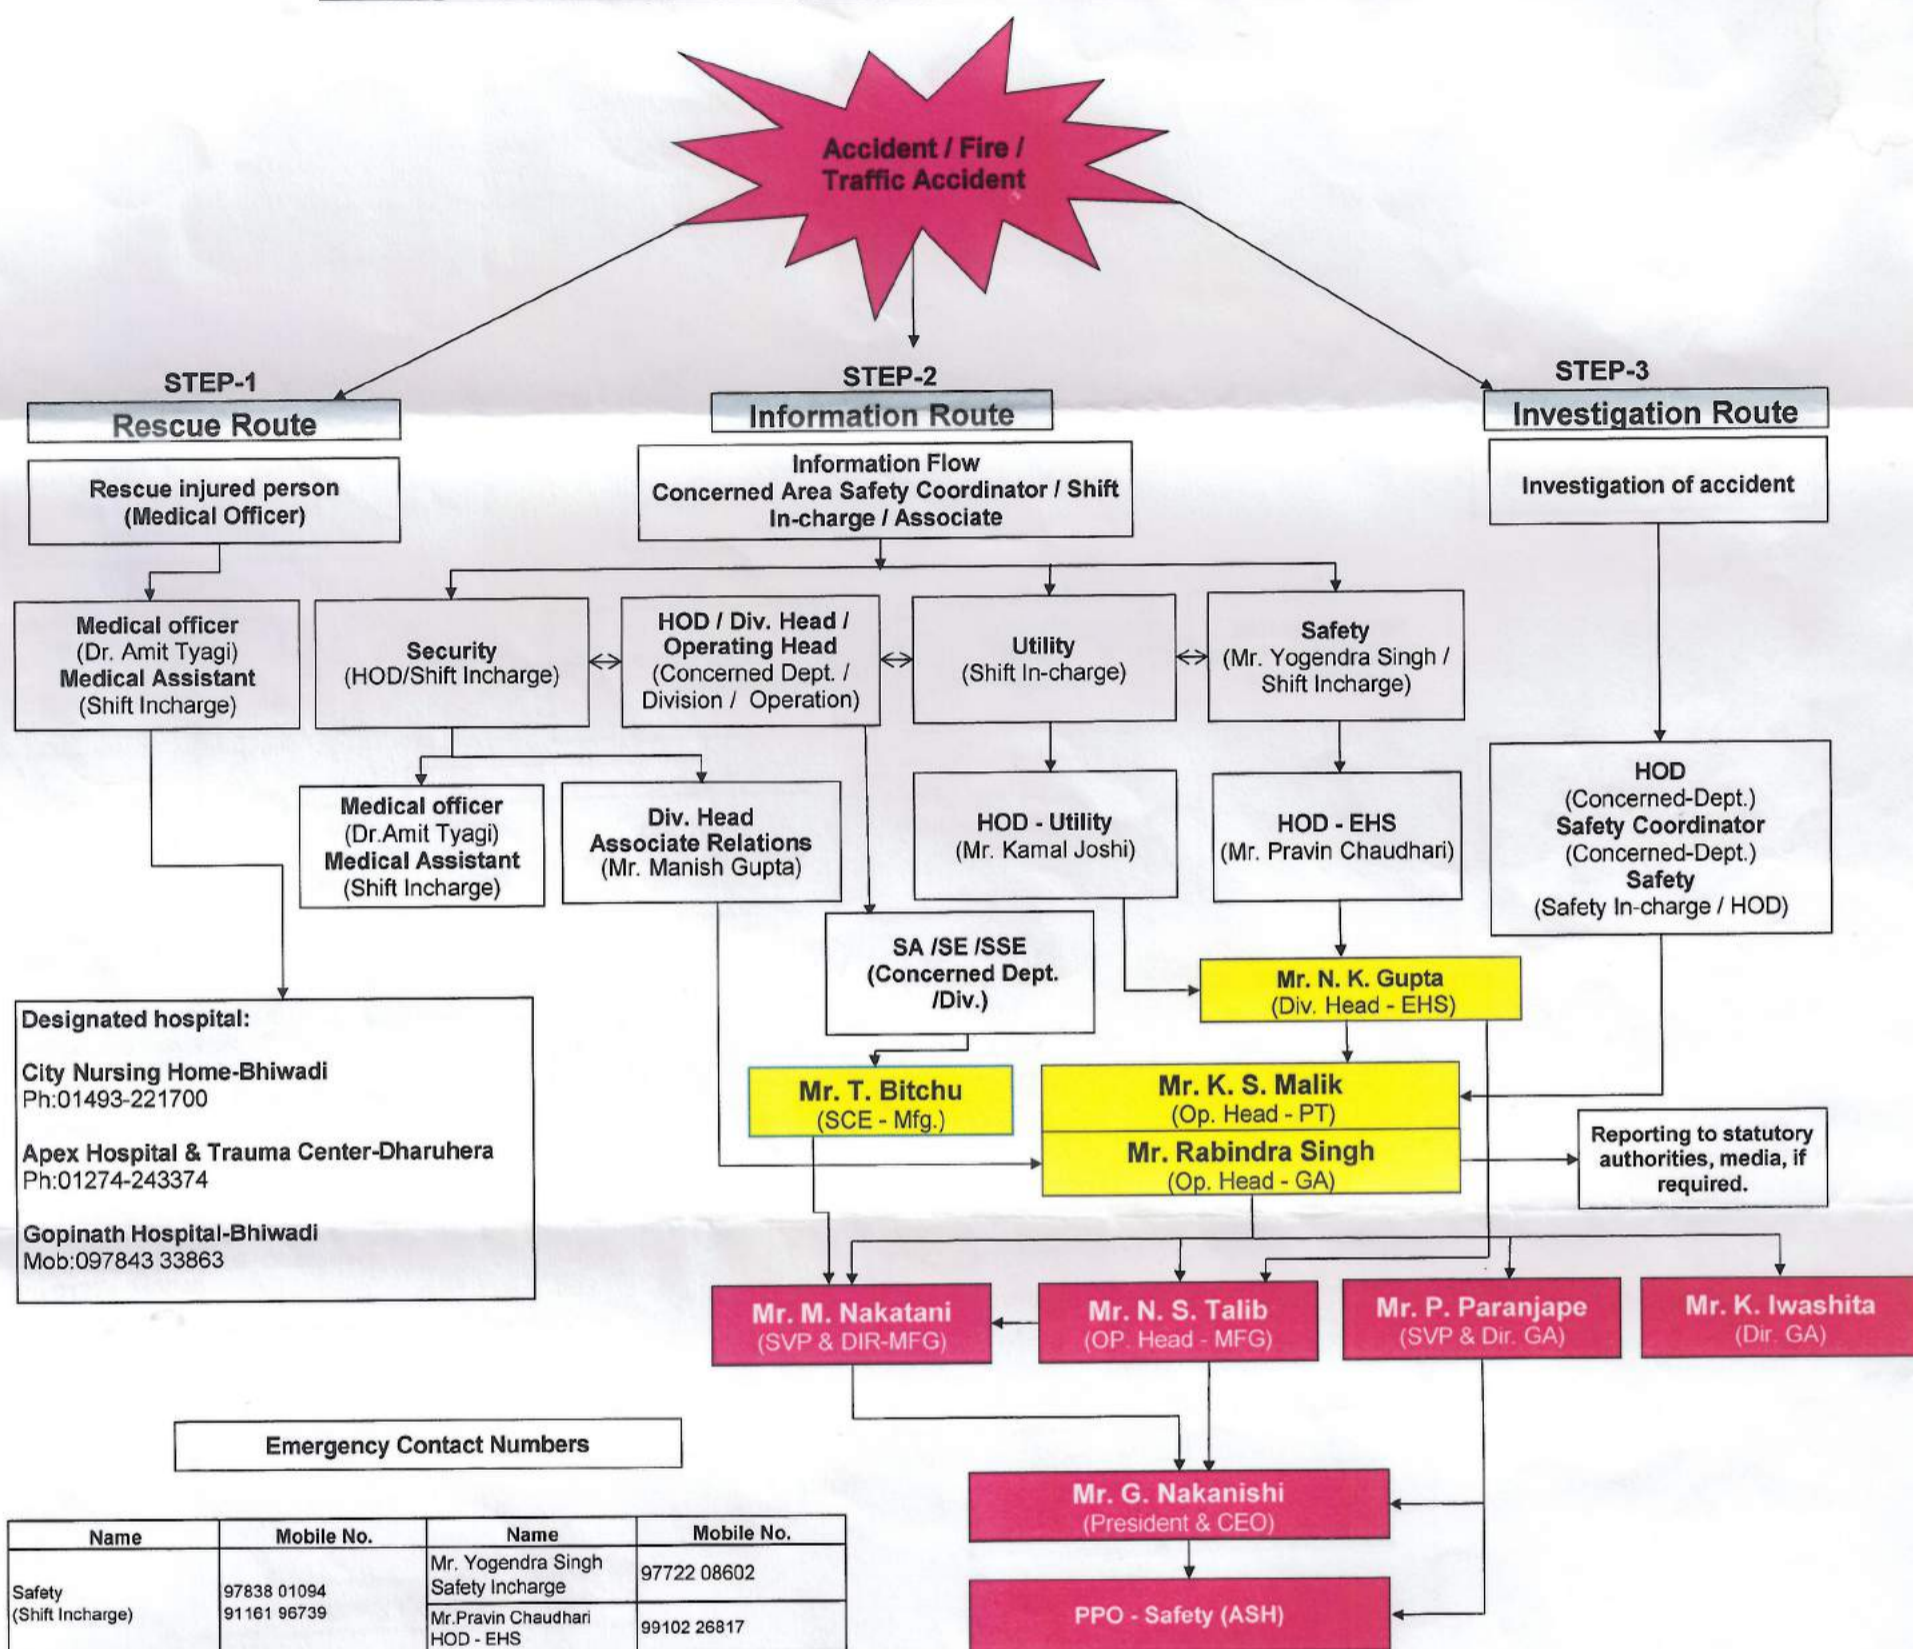 Accident / Fire /
Traffic Accident
STEP-1
Rescue Route
STEP-2
Information Route
STEP-3
Investigation Route
Rescue injured person
(Medical Officer)
Information Flow
Concerned Area Safety Coordinator / Shift
In-charge / Associate
Investigation of accident
Medical officer
(Dr. Amit Tyagi)
Medical Assistant
(Shift Incharge)
Security
(HOD/Shift Incharge)
HOD / Div. Head /
Operating Head
(Concerned Dept. /
Division / Operation)
Utility
(Shift In-charge)
Safety
(Mr. Yogendra Singh /
Shift Incharge)
Medical officer
(Dr.Amit Tyagi)
Medical Assistant
(Shift Incharge)
Div. Head
Associate Relations
(Mr. Manish Gupta)
HOD - Utility
(Mr. Kamal Joshi)
HOD - EHS
(Mr. Pravin Chaudhari)
HOD
(Concerned-Dept.)
Safety Coordinator
(Concerned-Dept.)
Safety
(Safety In-charge / HOD)
SA /SE /SSE
(Concerned Dept.
/Div.)
Mr. N. K. Gupta
(Div. Head - EHS)
Designated hospital:
City Nursing Home-Bhiwadi
Ph:01493-221700
Apex Hospital & Trauma Center-Dharuhera
Ph:01274-243374
Gopinath Hospital-Bhiwadi
Mob:097843 33863
Mr. T. Bitchu
(SCE - Mfg.)
Mr. K. S. Malik
(Op. Head - PT)
Mr. Rabindra Singh
(Op. Head - GA)
Reporting to statutory
authorities, media, if
required.
Mr. M. Nakatani
(SVP & DIR-MFG)
Mr. N. S. Talib
(OP. Head - MFG)
Mr. P. Paranjape
(SVP & Dir. GA)
Mr. K. Iwashita
(Dir. GA)
Mr. G. Nakanishi
(President & CEO)
PPO - Safety (ASH)
Emergency Contact Numbers
Name Mobile No. Name Mobile No.
Safety
(Shift Incharge)
97838 01094
91161 96739
Mr. Yogendra Singh
Safety Incharge
97722 08602
Mr.Pravin Chaudhari
HOD - EHS
99102 26817